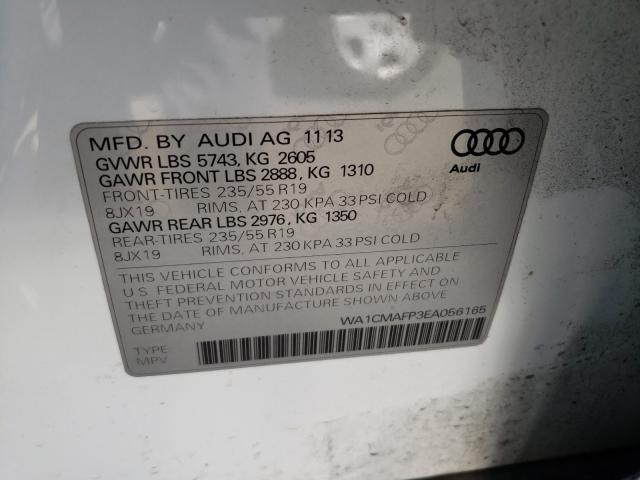 MFD. BY AUDI AG 11 13
GVWR LBS 5743, KG 2605
GAWR FRONT LBS 2888, KG 1310
FRONT-TIRES 235/55 R19
8JX19 RIMS, AT 230 KPA 33 PSI COLD
GAWR REAR LBS 2976, KG 1350
REAR-TIRES 235/55 R19
8JX19 RIMS, AT 230 KPA 33 PSI COLD
Audi
THIS VEHICLE CONFORMS TO ALL APPLICABLE
U.S. FEDERAL MOTOR VEHICLE SAFETY AND
THEFT PREVENTION STANDARDS IN EFFECT ON
THE DATE OF MANUFACTURE SHOWN ABOVE.
GERMANY
WA1CMAFP3EA056165
TYPE:
MPV